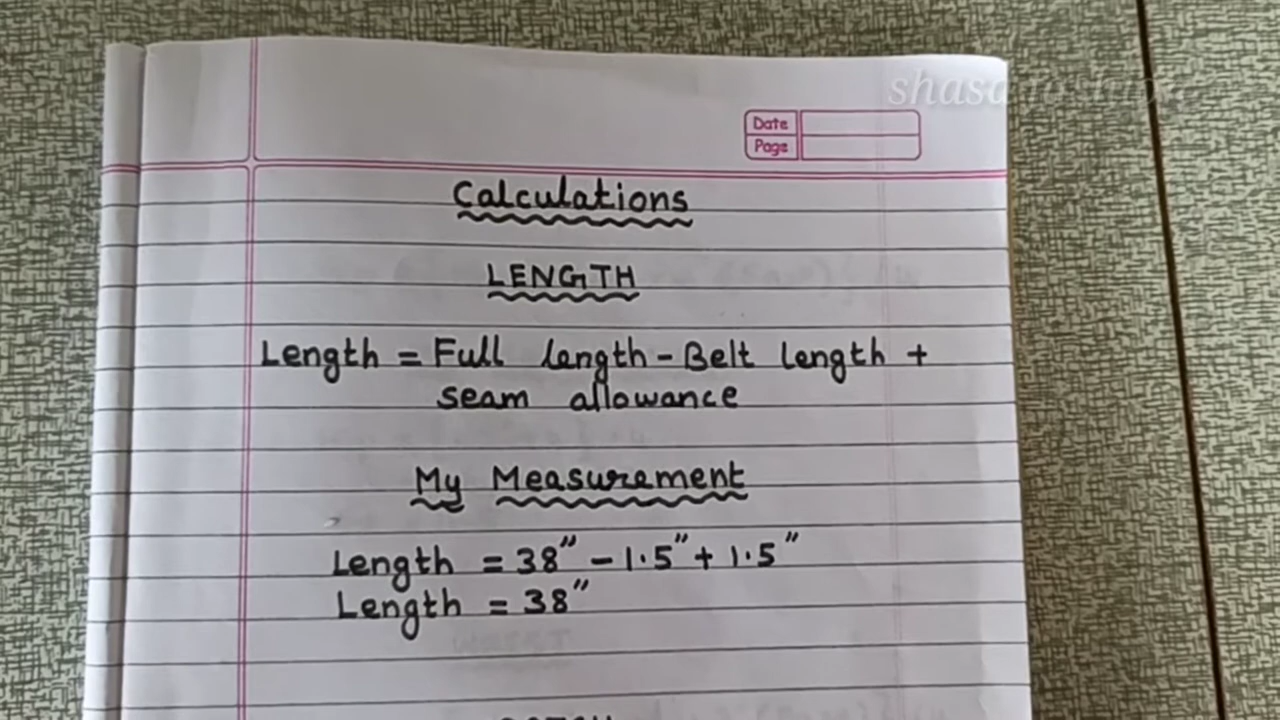 Date
Page
Calculations
LENGTH
Length = Full length - Belt length +
seam allowance
My Measurement
Length = 38" - 1.5" + 1.5"
Length = 38"